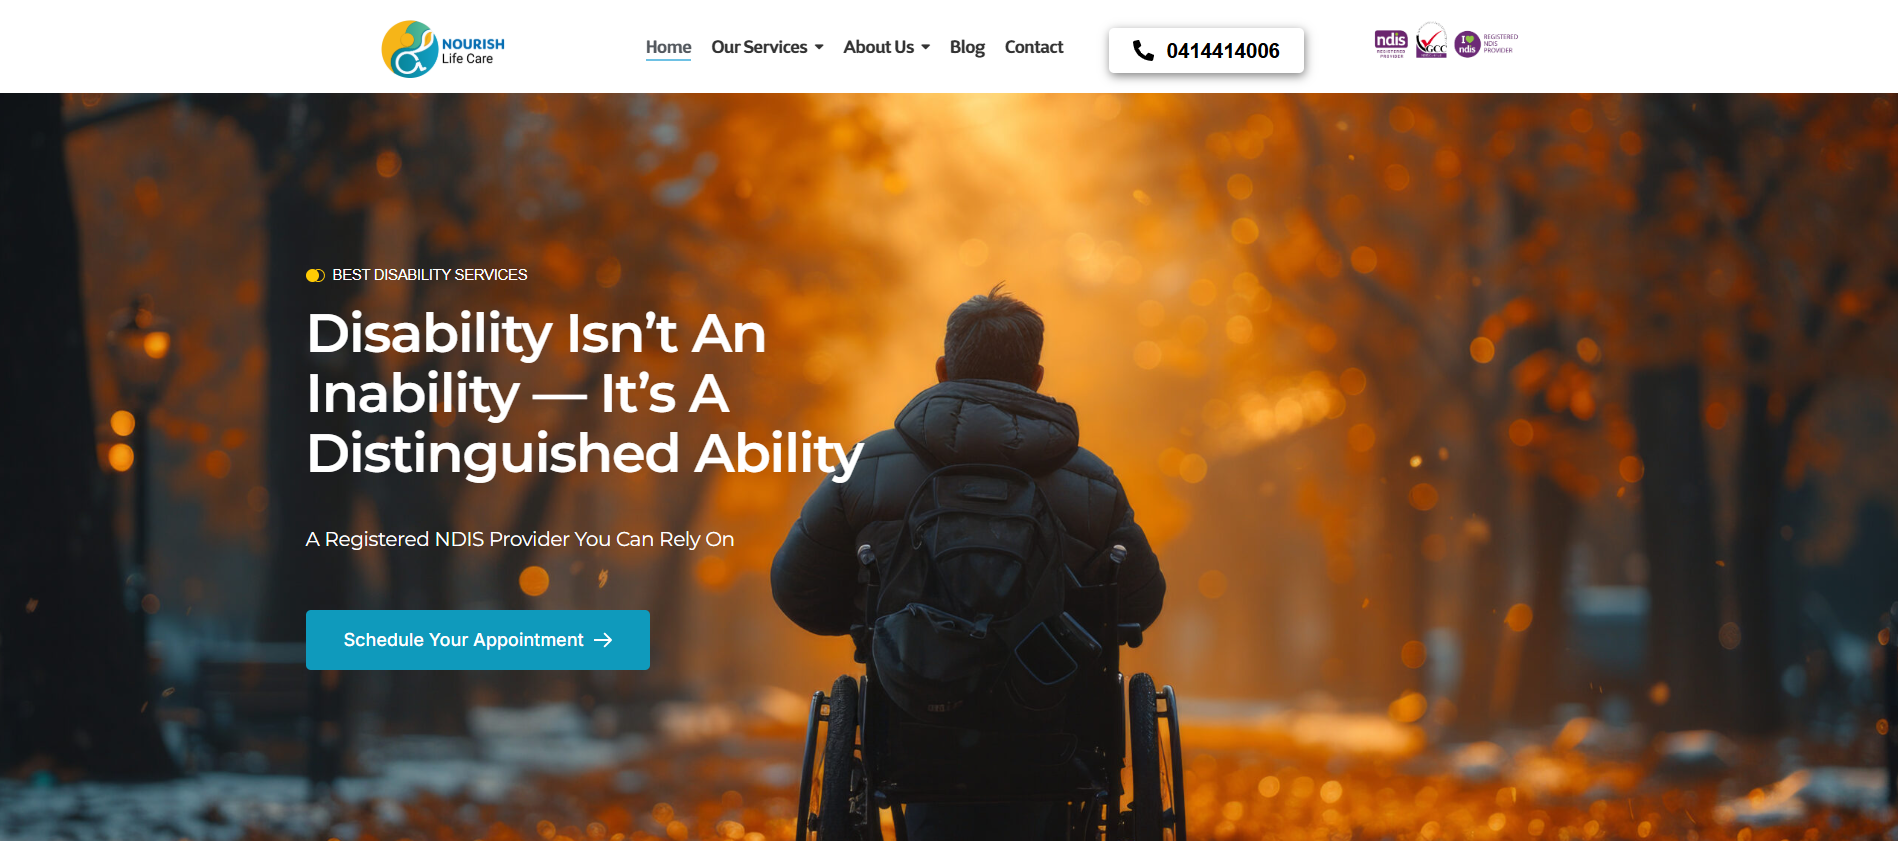 NOURISH
Life Care
Home
Our Services
About Us
Blog
Contact
0414414006
ndis
REGISTERED
PROVIDER
GCC
I
ndis
REGISTERED
NDIS
PROVIDER
BEST DISABILITY SERVICES
Disability Isn’t An
Inability — It’s A
Distinguished Ability
A Registered NDIS Provider You Can Rely On
Schedule Your Appointment